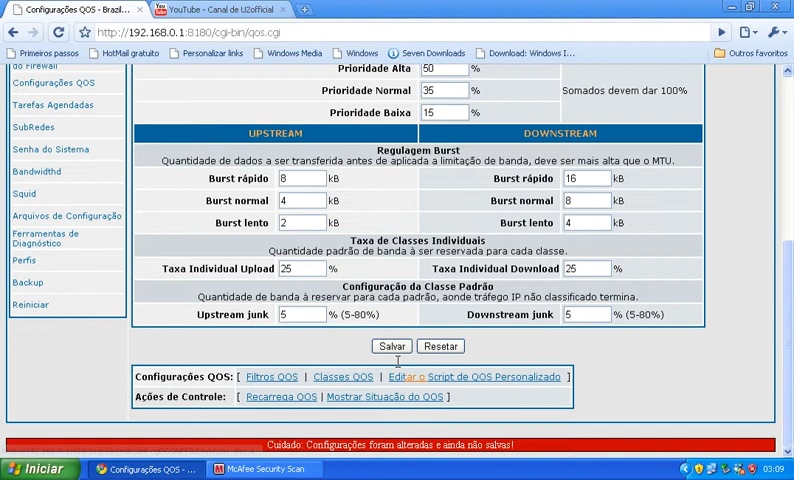 Configurações QOS - Brazil...
YouTube - Canal de U2official
http://192.168.0.1:8180/cgi-bin/qos.cgi
Primeiros passos
HotMail gratuito
Personalizar links
Windows Media
Windows
Seven Downloads
Download: Windows I...
Outros favoritos
do Firewall
Configurações QOS
Tarefas Agendadas
SubRedes
Senha do Sistema
Bandwidthd
Squid
Arquivos de Configuração
Ferramentas de
Diagnóstico
Perfis
Backup
Reiniciar
Prioridade Alta 50 %
Prioridade Normal 35 % Somados devem dar 100%
Prioridade Baixa 15 %
UPSTREAM DOWNSTREAM
Regulagem Burst
Quantidade de dados a ser transferida antes de aplicada a limitação de banda, deve ser mais alta que o MTU.
Burst rápido 8 kB Burst rápido 16 kB
Burst normal 4 kB Burst normal 8 kB
Burst lento 2 kB Burst lento 4 kB
Taxa de Classes Individuais
Quantidade padrão de banda à ser reservada para cada classe.
Taxa Individual Upload 25 % Taxa Individual Download 25 %
Configuração da Classe Padrão
Quantidade de banda à reservar para cada padrão, aonde tráfego IP não classificado termina.
Upstream junk 5 % (5-80%) Downstream junk 5 % (5-80%)
Salvar Resetar
Configurações QOS: [ Filtros QOS | Classes QOS | Editar o Script de QOS Personalizado ]
Ações de Controle: [ Recarrega QOS | Mostrar Situação do QOS ]
Cuidado: Configurações foram alteradas e ainda não salvas!
Iniciar
Configurações QOS - ...
McAfee Security Scan
03:09